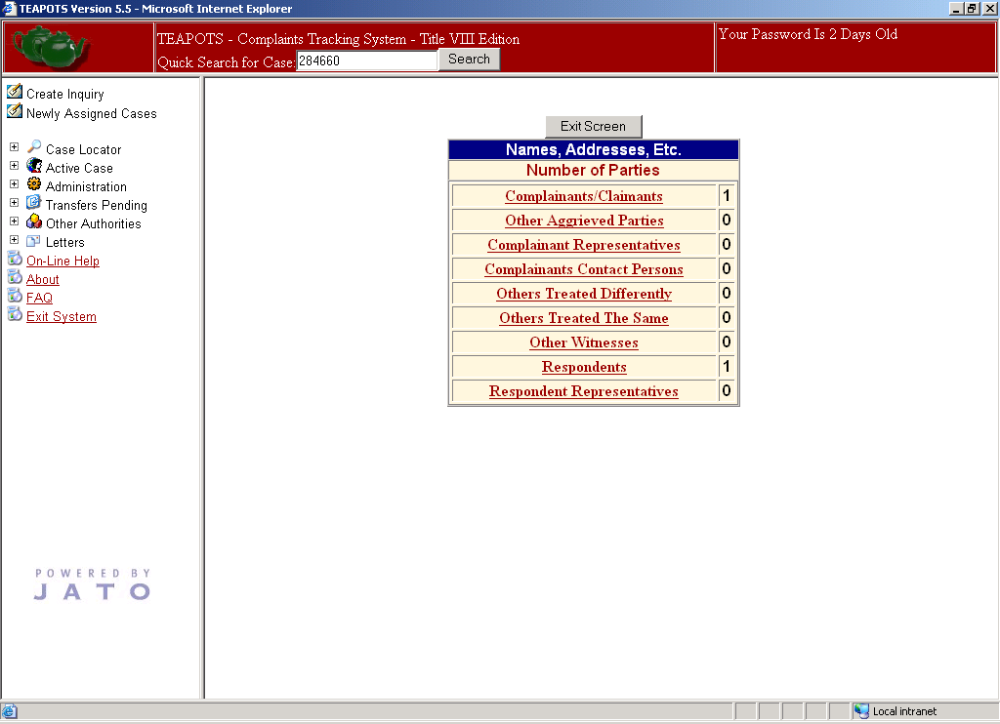 TEAPOTS Version 5.5 - Microsoft Internet Explorer
TEAPOTS - Complaints Tracking System - Title VIII Edition
Your Password Is 2 Days Old
Quick Search for Case: 284660 Search
Create Inquiry
Newly Assigned Cases
Case Locator
Active Case
Administration
Transfers Pending
Other Authorities
Letters
On-Line Help
About
FAQ
Exit System
POWERED BY
JATO
Exit Screen
Names, Addresses, Etc.
Number of Parties
Complainants/Claimants 1
Other Aggrieved Parties 0
Complainant Representatives 0
Complainants Contact Persons 0
Others Treated Differently 0
Others Treated The Same 0
Other Witnesses 0
Respondents 1
Respondent Representatives 0
Local intranet